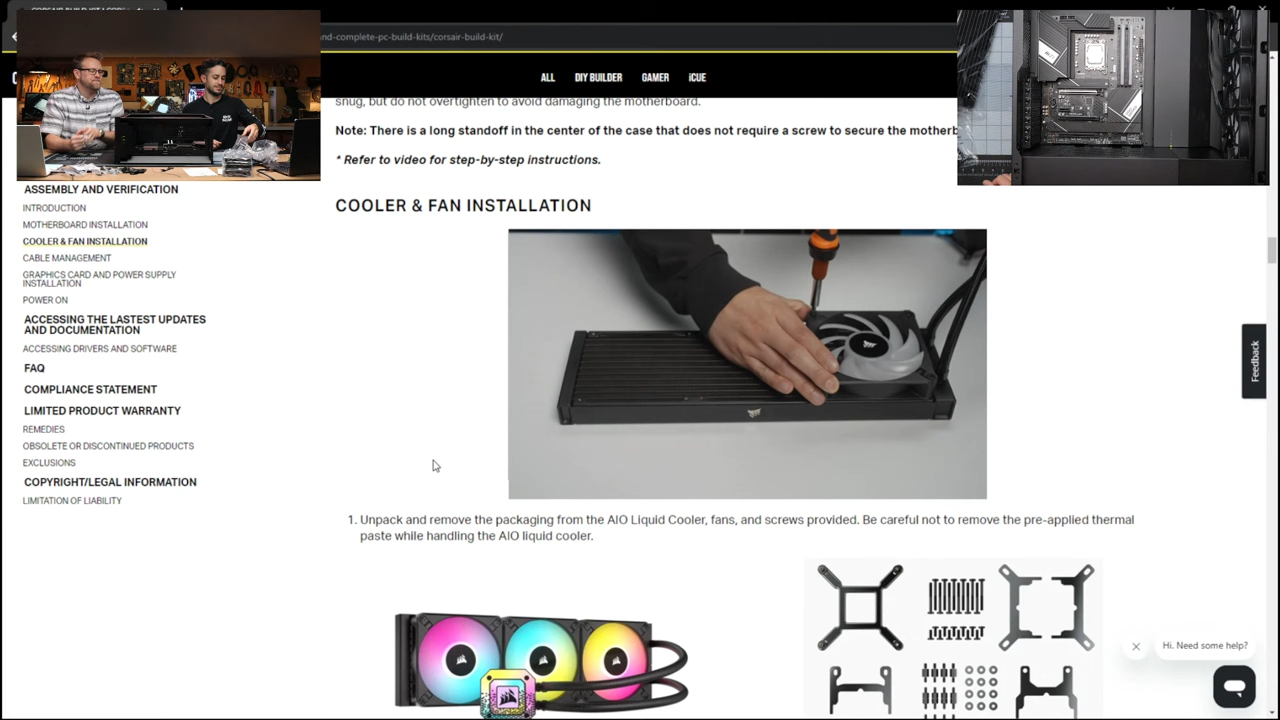 nd-complete-pc-build-kits/corsair-build-kit/
ALL
DIY BUILDER
GAMER
iCUE
snug, but do not overtighten to avoid damaging the motherboard.
Note: There is a long standoff in the center of the case that does not require a screw to secure the motherb
* Refer to video for step-by-step instructions.
ASSEMBLY AND VERIFICATION
INTRODUCTION
MOTHERBOARD INSTALLATION
COOLER & FAN INSTALLATION
CABLE MANAGEMENT
GRAPHICS CARD AND POWER SUPPLY
INSTALLATION
POWER ON
ACCESSING THE LASTEST UPDATES
AND DOCUMENTATION
ACCESSING DRIVERS AND SOFTWARE
FAQ
COMPLIANCE STATEMENT
LIMITED PRODUCT WARRANTY
REMEDIES
OBSOLETE OR DISCONTINUED PRODUCTS
EXCLUSIONS
COPYRIGHT/LEGAL INFORMATION
LIMITATION OF LIABILITY
COOLER & FAN INSTALLATION
1. Unpack and remove the packaging from the AIO Liquid Cooler, fans, and screws provided. Be careful not to remove the pre-applied thermal
paste while handling the AIO liquid cooler.
Feedback
Hi. Need some help?